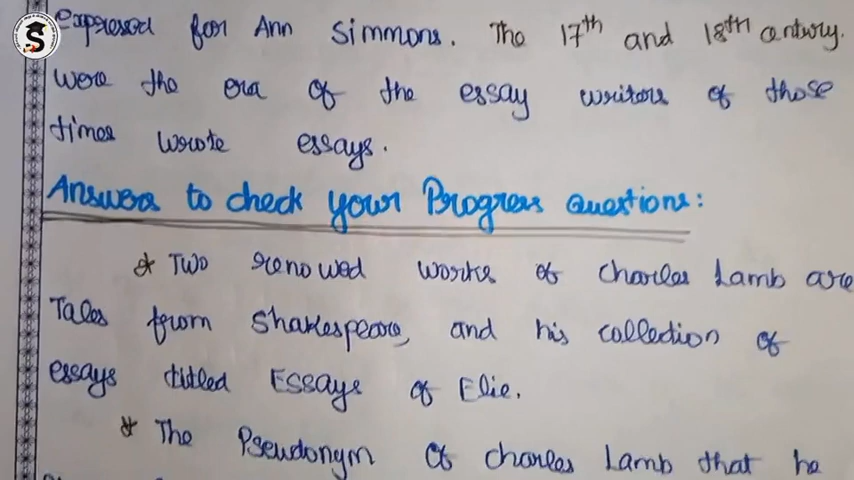 expressed for Ann Simmons. The 17th and 18th century.
were the era of the essay writers of those
times wrote essays.
Answers to check your Progress questions:
* Two renowed works of Charles Lamb are
Tales from Shakespeare, and his collection of
essays titled Essays of Elie.
* The Pseudonym of Charles Lamb that he